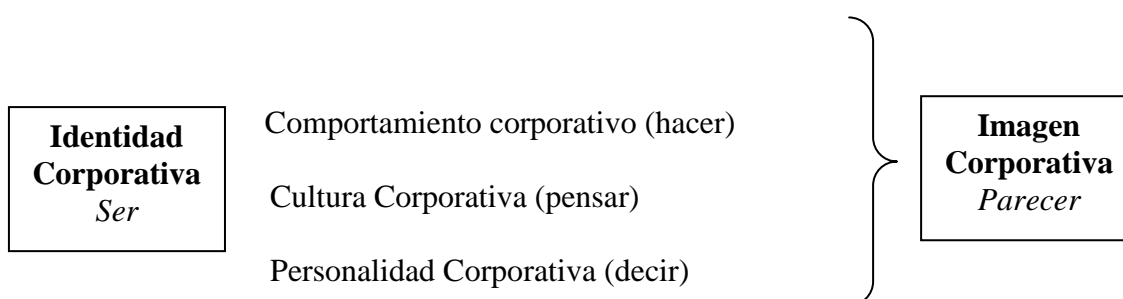 Identidad
Corporativa
Ser
Comportamiento corporativo (hacer)
Cultura Corporativa (pensar)
Personalidad Corporativa (decir)
Imagen
Corporativa
Parecer